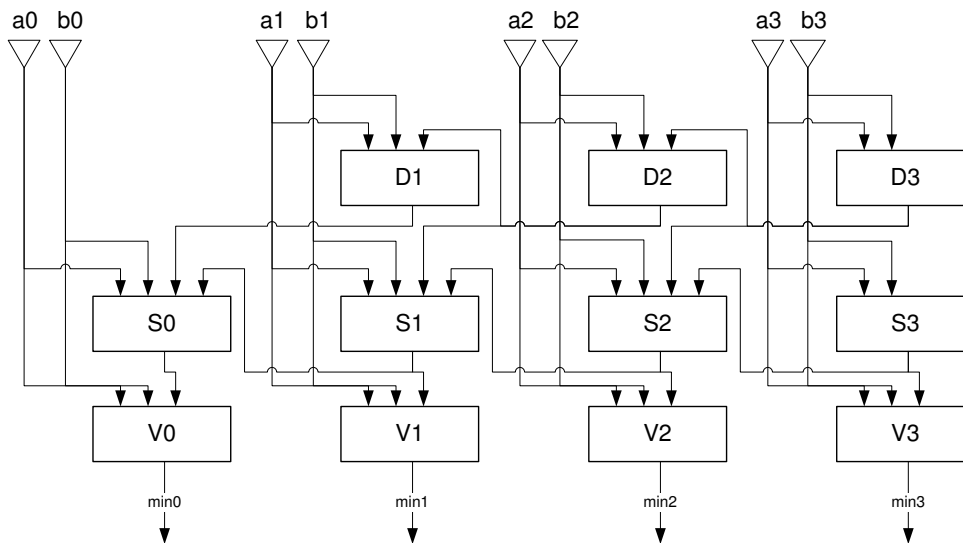 a0 b0 a1 b1 a2 b2 a3 b3
D1 D2 D3
S0 S1 S2 S3
V0 V1 V2 V3
min0 min1 min2 min3